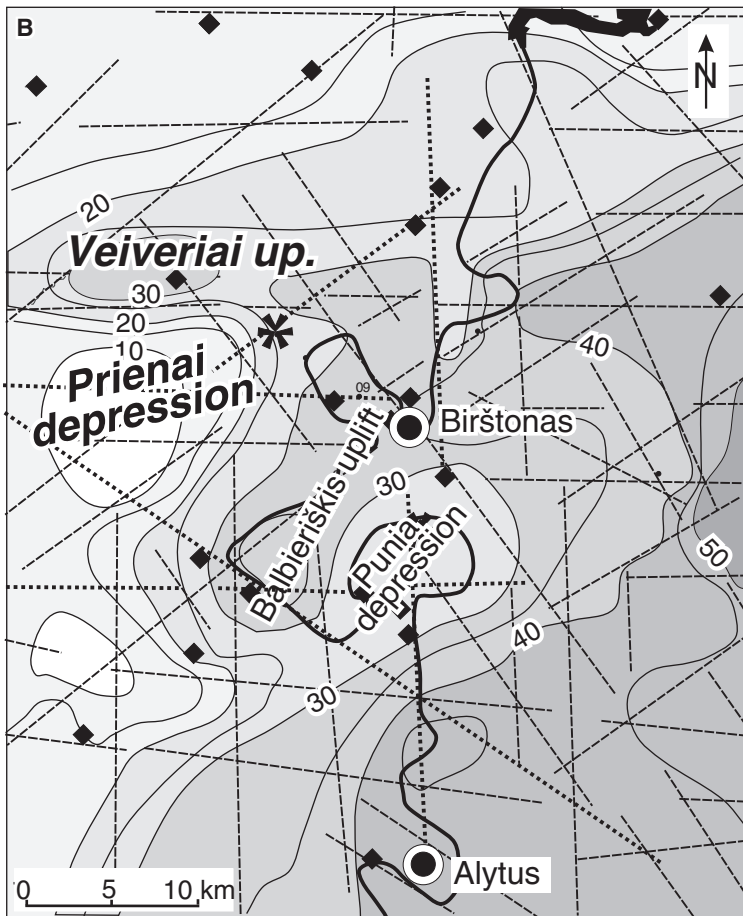 B
N
20
Veiveriai up.
30
20
10
Prienai
depression
40
09
Birštonas
Balbieriškis uplift
30
Punia
depression
50
40
30
Alytus
0 5 10 km